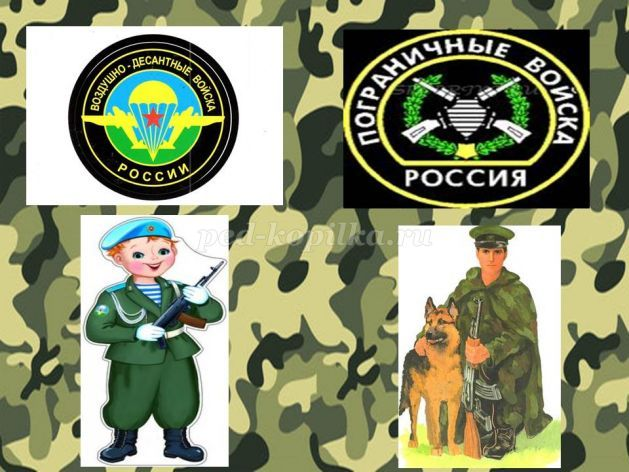 ВОЗДУШНО - ДЕСАНТНЫЕ ВОЙСКА
РОССИИ
ПОГРАНИЧНЫЕ ВОЙСКА
РОССИЯ
ped-kopilka.ru